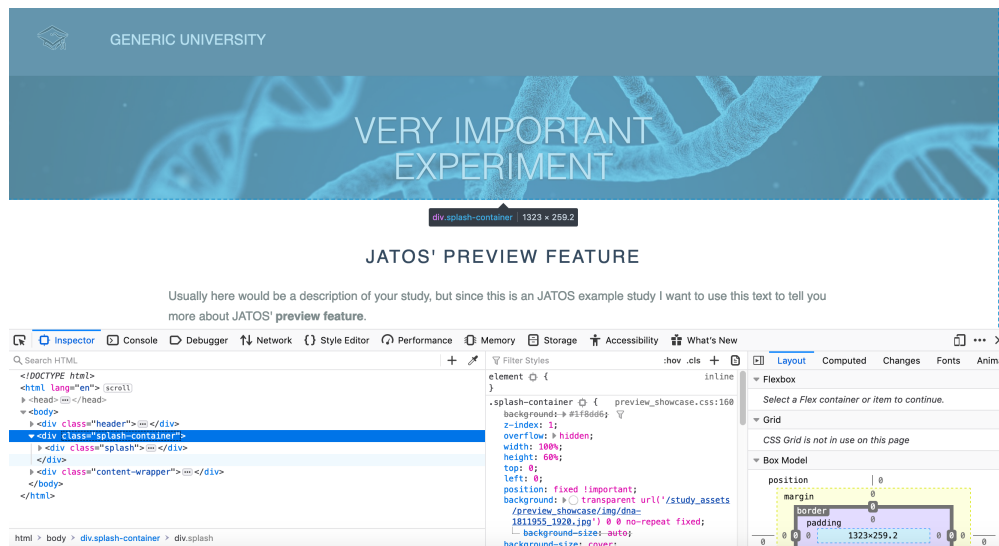 GENERIC UNIVERSITY
VERY IMPORTANT
EXPERIMENT
div.splash-container 1323 × 259.2
JATOS' PREVIEW FEATURE
Usually here would be a description of your study, but since this is an JATOS example study I want to use this text to tell you
more about JATOS' preview feature.
Inspector Console Debugger Network Style Editor Performance Memory Storage Accessibility What's New
Search HTML
<!DOCTYPE html>
<html lang="en"> scroll
<head> </head>
<body>
<div class="header"> </div>
<div class="splash-container">
<div class="splash"> </div>
</div>
<div class="content-wrapper"> </div>
</body>
</html>
html body div.splash-container div.splash
Filter Styles :hov .cls
element { inline
}
.splash-container { preview_showcase.css:160
background: #1f8dd6;
z-index: 1;
overflow: hidden;
width: 100%;
height: 60%;
top: 0;
left: 0;
position: fixed !important;
background: transparent url('/study_assets
/preview_showcase/img/dna-
1811955_1920.jpg') 0 0 no-repeat fixed;
background-size: auto;
background-size: cover;
Layout Computed Changes Fonts Anim
Flexbox
Select a Flex container or item to continue.
Grid
CSS Grid is not in use on this page
Box Model
position 0
margin 0
border 0
padding 0
0 0 0 0 1323×259.2 0 0 0 0